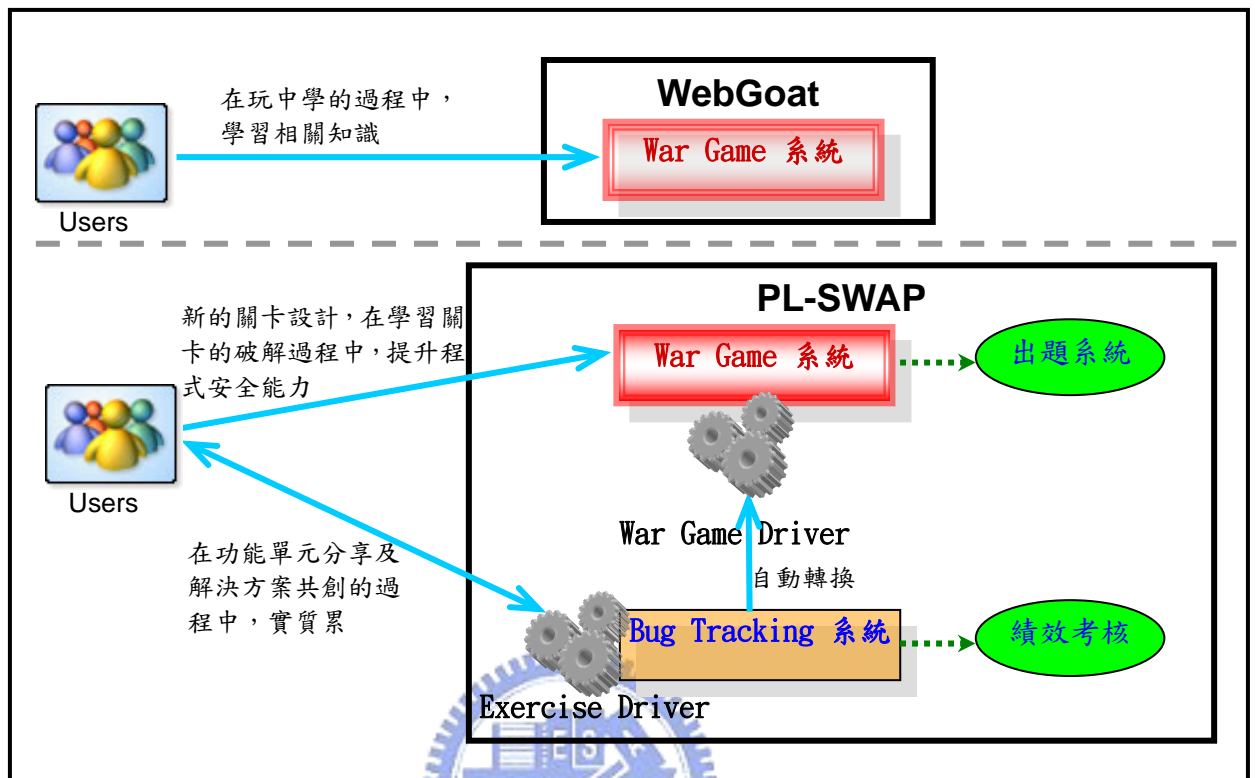 WebGoat
在玩中學的過程中，
學習相關知識
War Game 系統
Users
PL-SWAP
新的關卡設計，在學習關
卡的破解過程中，提升程
式安全能力
War Game 系統
出題系統
Users
War Game Driver
自動轉換
在功能單元分享及
解決方案共創的過
程中，實質累
Bug Tracking 系統
績效考核
Exercise Driver